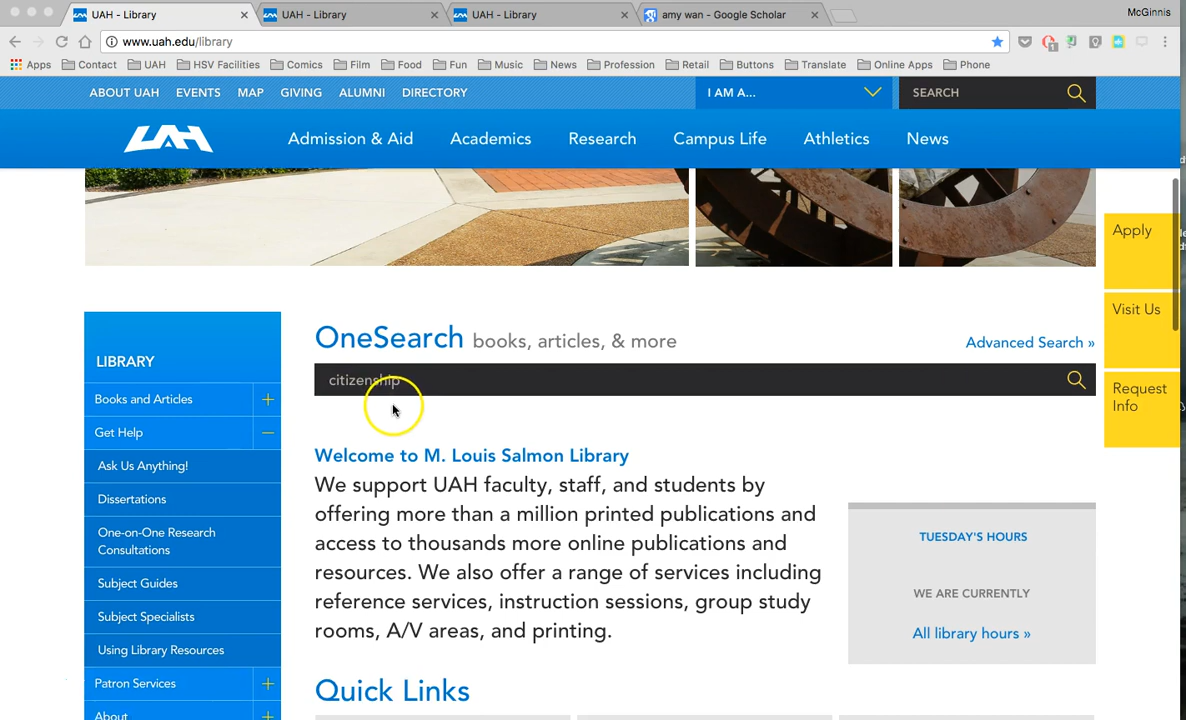 UAH - Library
UAH - Library
UAH - Library
amy wan - Google Scholar
McGinnis
www.uah.edu/library
1
Apps Contact UAH HSV Facilities Comics Film Food Fun Music News Profession Retail Buttons Translate Online Apps Phone
ABOUT UAH EVENTS MAP GIVING ALUMNI DIRECTORY
I AM A...
SEARCH
UAH
Admission & Aid Academics Research Campus Life Athletics News
Apply
Visit Us
Request
Info
OneSearch books, articles, & more
Advanced Search »
citizenship
LIBRARY
Books and Articles +
Get Help –
Ask Us Anything!
Dissertations
One-on-One Research
Consultations
Subject Guides
Subject Specialists
Using Library Resources
Patron Services +
About +
Welcome to M. Louis Salmon Library
We support UAH faculty, staff, and students by
offering more than a million printed publications and
access to thousands more online publications and
resources. We also offer a range of services including
reference services, instruction sessions, group study
rooms, A/V areas, and printing.
TUESDAY'S HOURS
WE ARE CURRENTLY
All library hours »
Quick Links